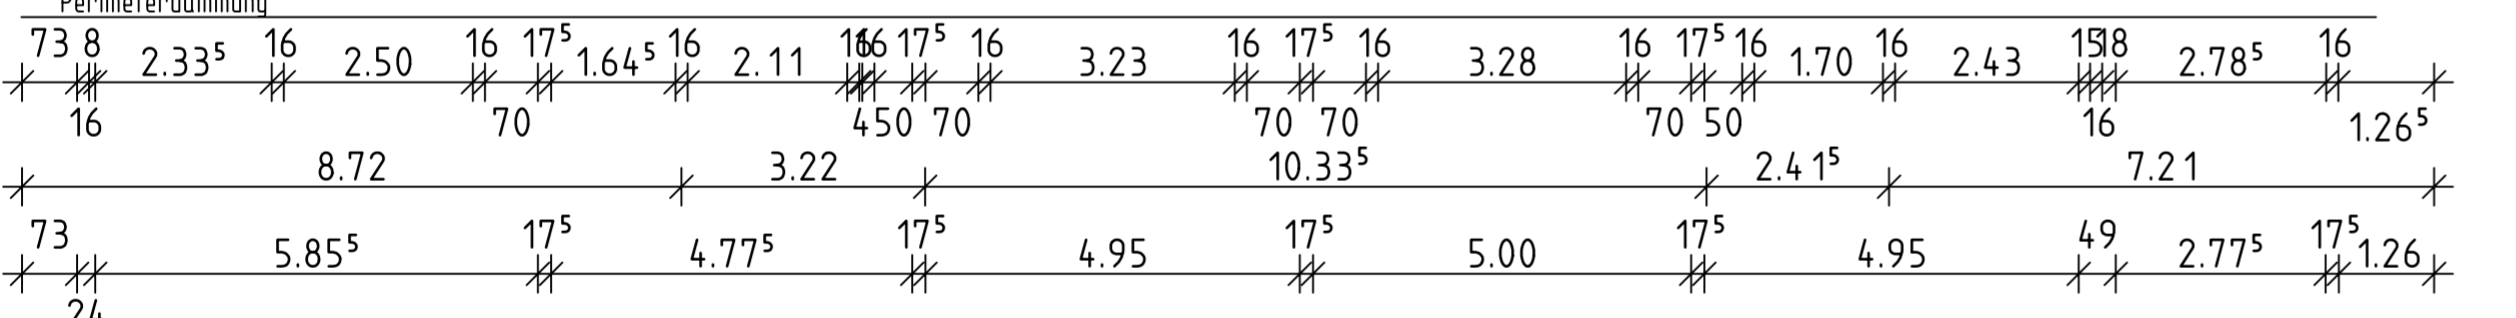 Perimeterdämmung
73 8 2.33⁵ 16 2.50 16 17⁵ 1.64⁵ 16 2.11 16 16 17⁵ 16 3.23 16 17⁵ 16 3.28 16 17⁵ 16 1.70 16 2.43 15 18 2.78⁵ 16
16 70 4 50 70 70 70 70 50 16 1.26⁵
8.72 3.22 10.33⁵ 2.41⁵ 7.21
73 5.85⁵ 17⁵ 4.77⁵ 17⁵ 4.95 17⁵ 5.00 17⁵ 4.95 49 2.77⁵ 17⁵ 1.26
24